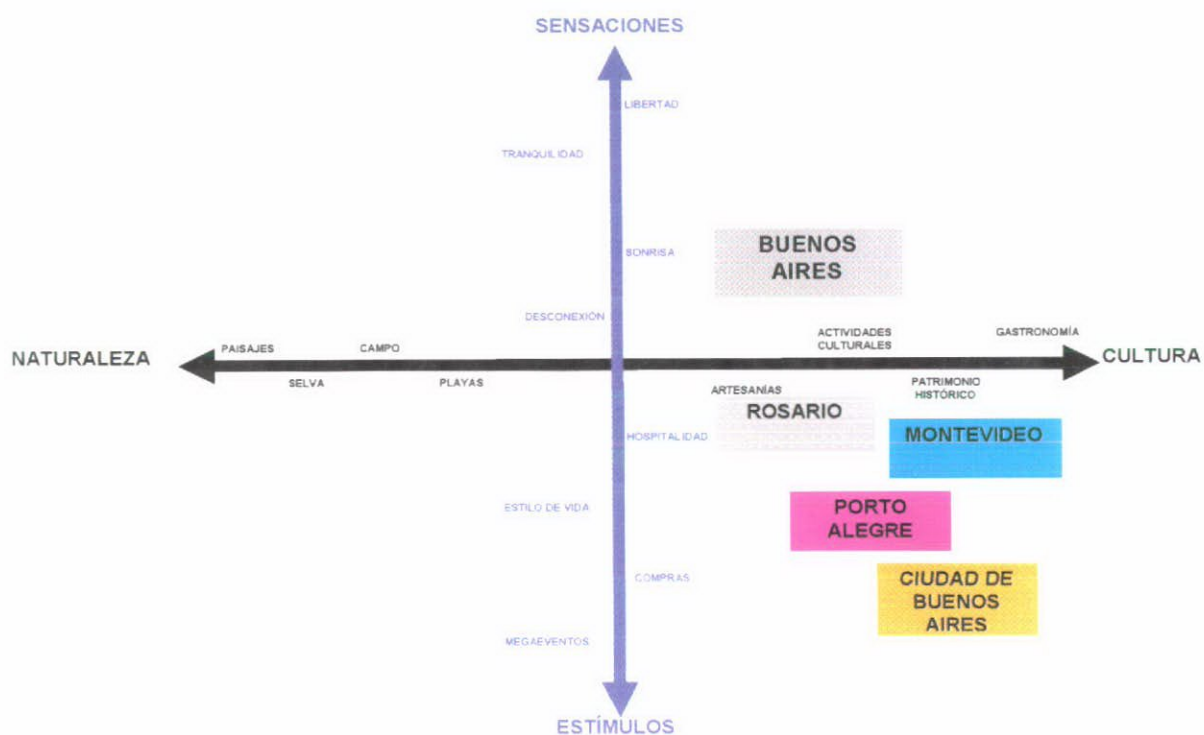 SENSACIONES
LIBERTAD
TRANQUILIDAD
SONRISA
BUENOS
AIRES
DESCONEXIÓN
NATURALEZA
PAISAJES
CAMPO
ACTIVIDADES
CULTURALES
GASTRONOMÍA
CULTURA
SELVA
PLAYAS
ARTESANÍAS
PATRIMONIO
HISTÓRICO
ROSARIO
HOSPITALIDAD
MONTEVIDEO
ESTILO DE VIDA
PORTO
ALEGRE
COMPRAS
CIUDAD DE
BUENOS
AIRES
MEGAEVENTOS
ESTÍMULOS